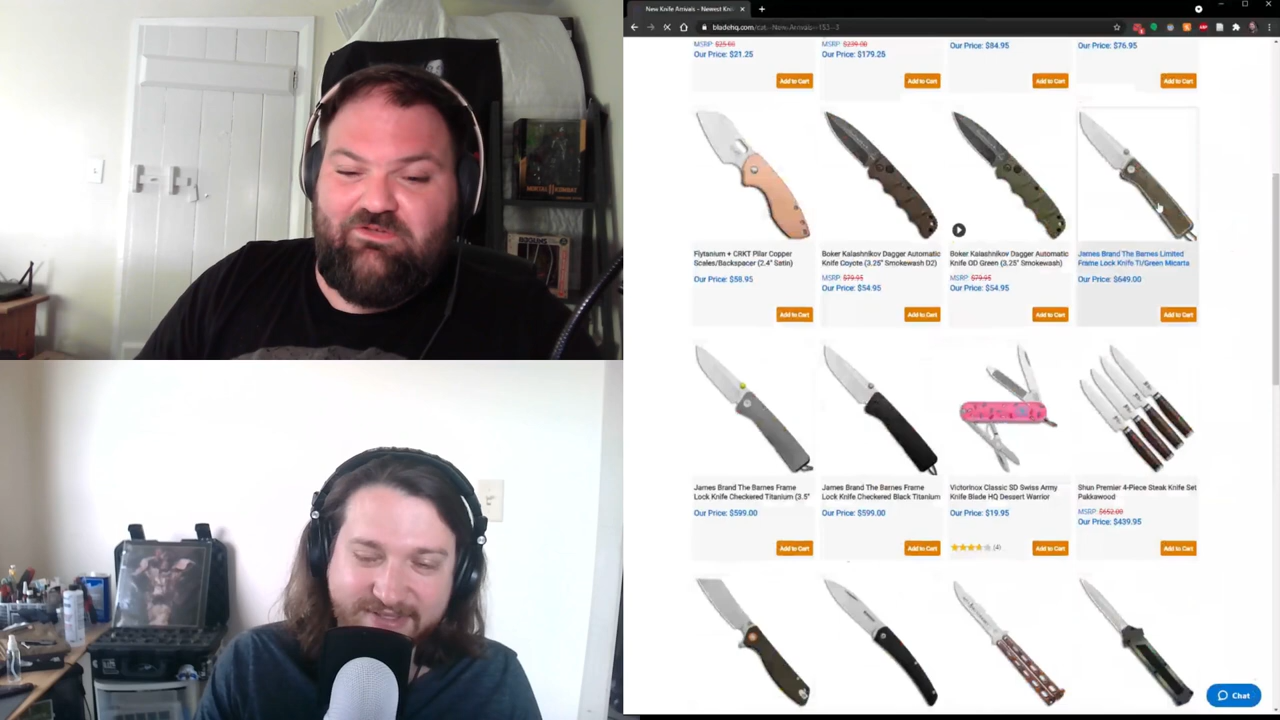 New Knife Arrivals - Newest Kni
bladehq.com/cat
MSRP: $25.00
Our Price: $21.25
MSRP: $239.00
Our Price: $179.25
Our Price: $84.95
Our Price: $76.95
Add to Cart
Add to Cart
Add to Cart
Add to Cart
MORTAL KOMBAT
Flytanium + CRKT Pilar Copper
Scales/Backspacer (2.4" Satin)
Our Price: $58.95
Boker Kalashnikov Dagger Automatic
Knife Coyote (3.25" Smokewash D2)
MSRP: $79.95
Our Price: $54.95
Boker Kalashnikov Dagger Automatic
Knife OD Green (3.25" Smokewash)
MSRP: $79.95
Our Price: $54.95
James Brand The Barnes Limited
Frame Lock Knife Ti/Green Micarta
Our Price: $649.00
Add to Cart
Add to Cart
Add to Cart
Add to Cart
James Brand The Barnes Frame
Lock Knife Checkered Titanium (3.5"
Our Price: $599.00
James Brand The Barnes Frame
Lock Knife Checkered Black Titanium
Our Price: $599.00
Victorinox Classic SD Swiss Army
Knife Blade HQ Dessert Warrior
Our Price: $19.95
(4)
Shun Premier 4-Piece Steak Knife Set
Pakkawood
MSRP: $652.00
Our Price: $439.95
Add to Cart
Add to Cart
Add to Cart
Add to Cart
Chat